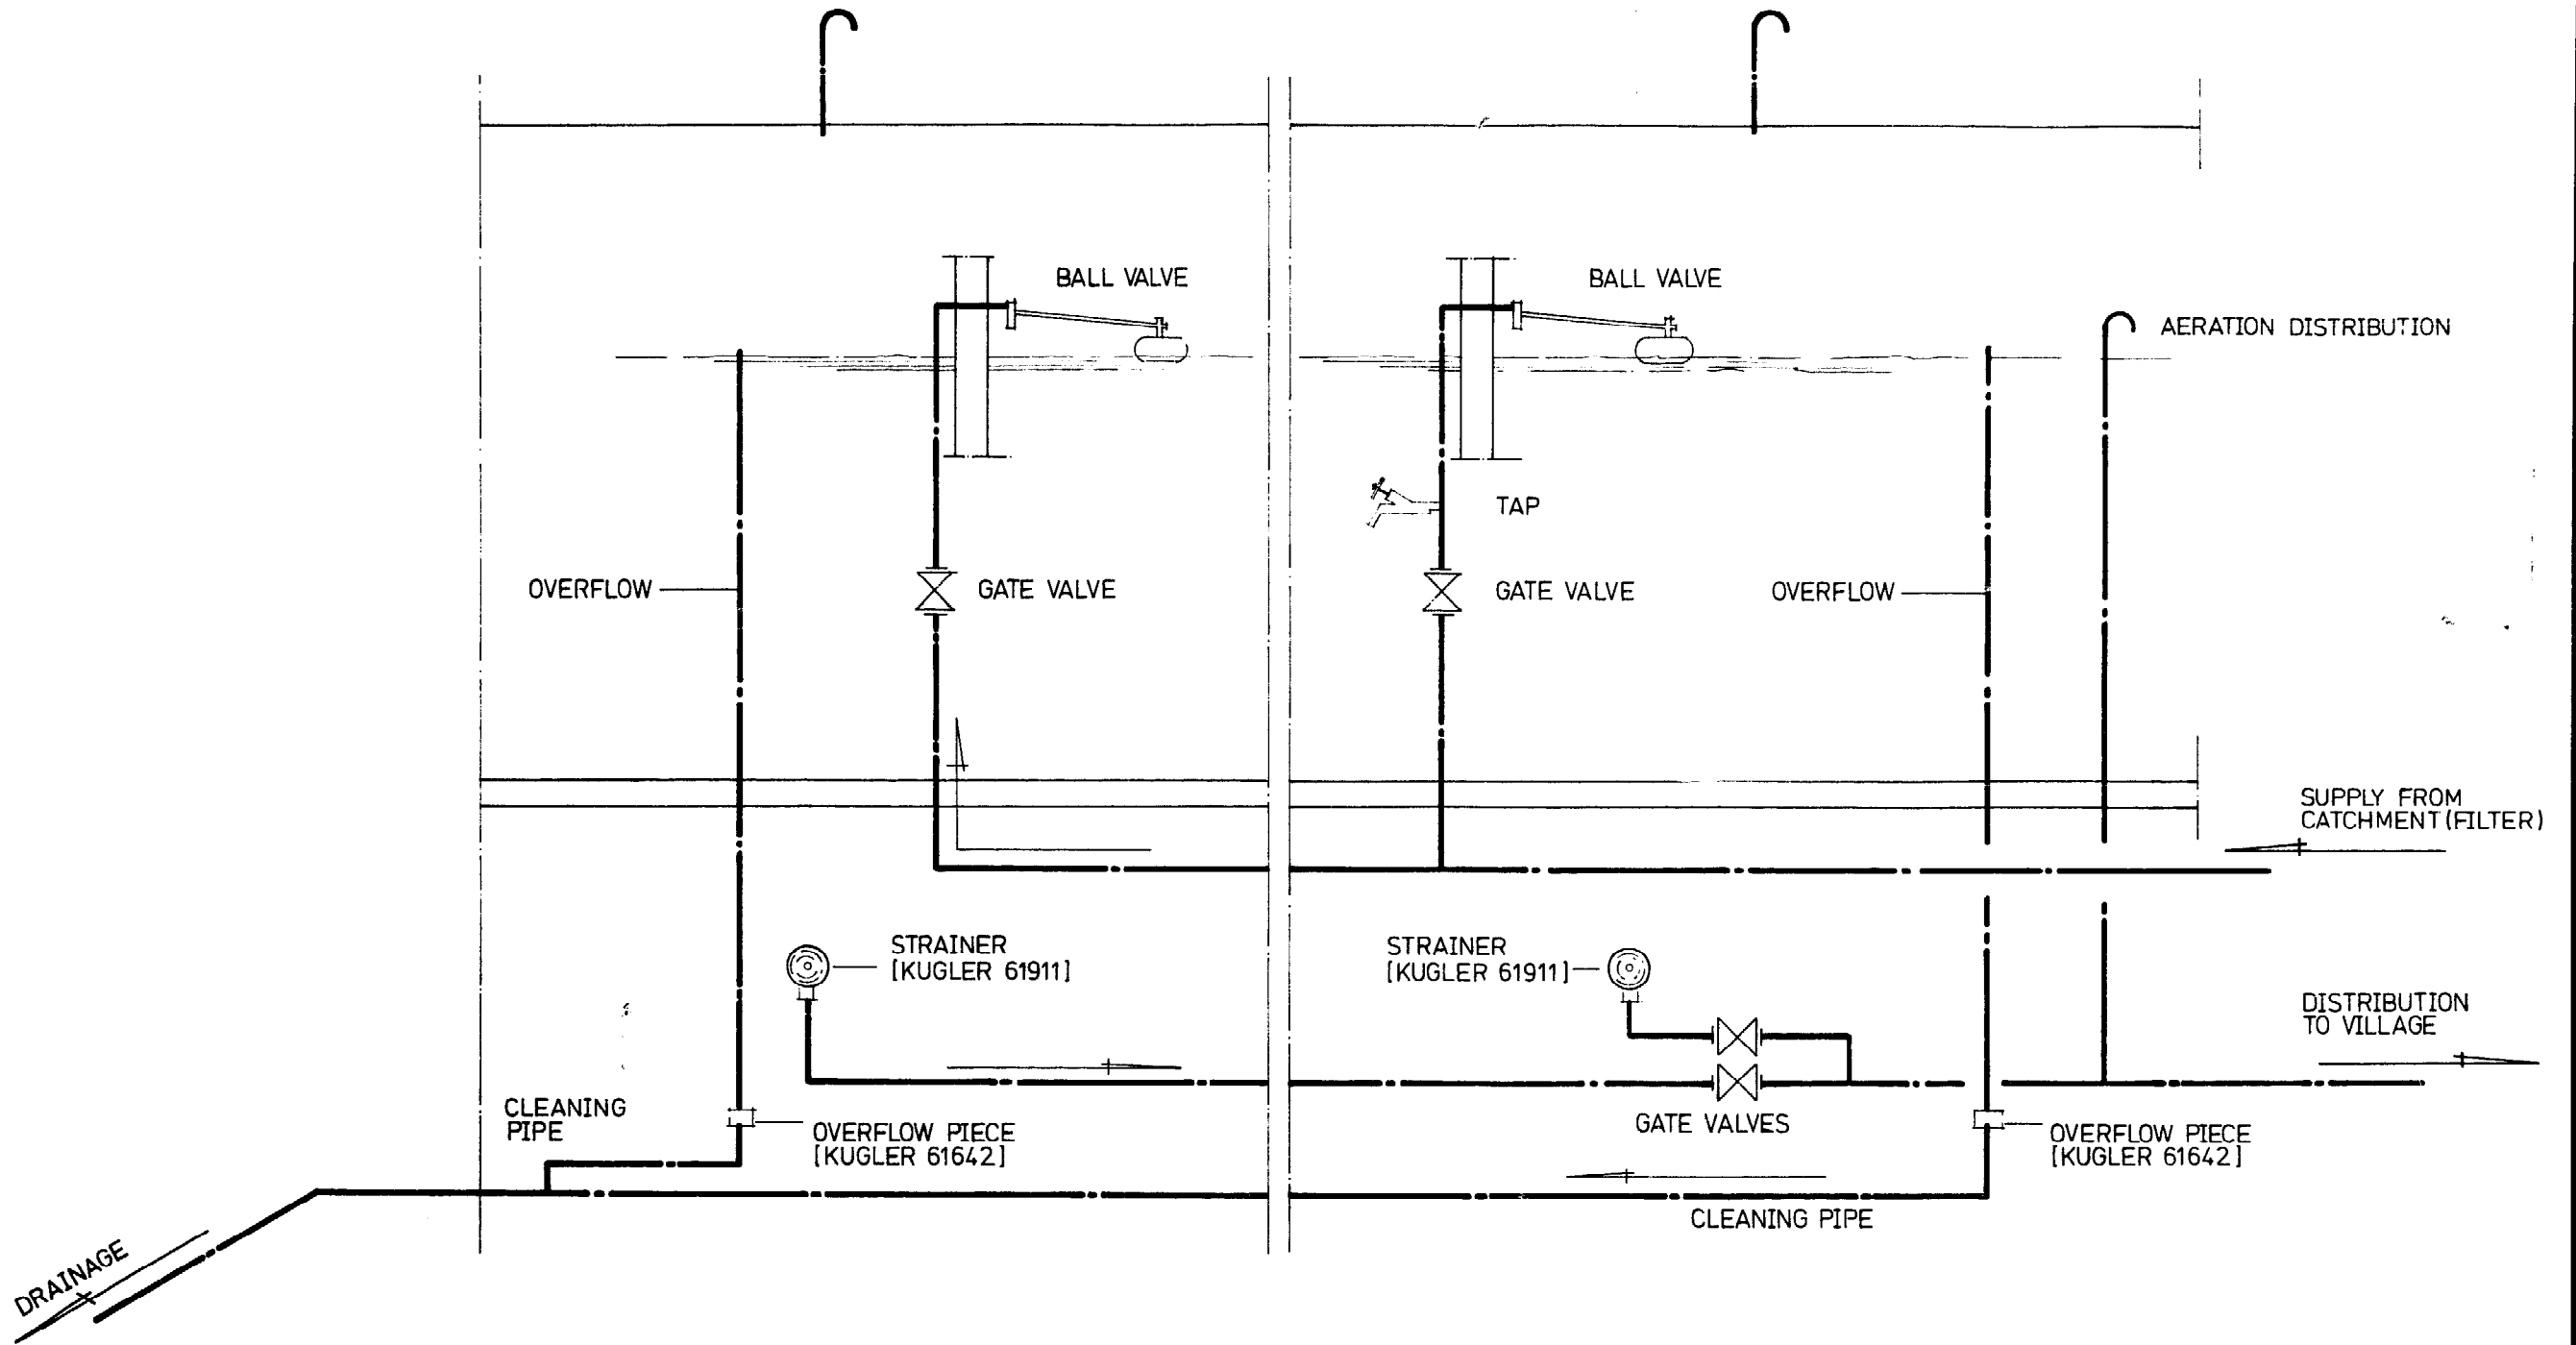 BALL VALVE
BALL VALVE
AERATION DISTRIBUTION
TAP
OVERFLOW
GATE VALVE
GATE VALVE
OVERFLOW
SUPPLY FROM
CATCHMENT (FILTER)
STRAINER
[KUGLER 61911]
STRAINER
[KUGLER 61911]
DISTRIBUTION
TO VILLAGE
CLEANING
PIPE
OVERFLOW PIECE
[KUGLER 61642]
GATE VALVES
OVERFLOW PIECE
[KUGLER 61642]
CLEANING PIPE
DRAINAGE